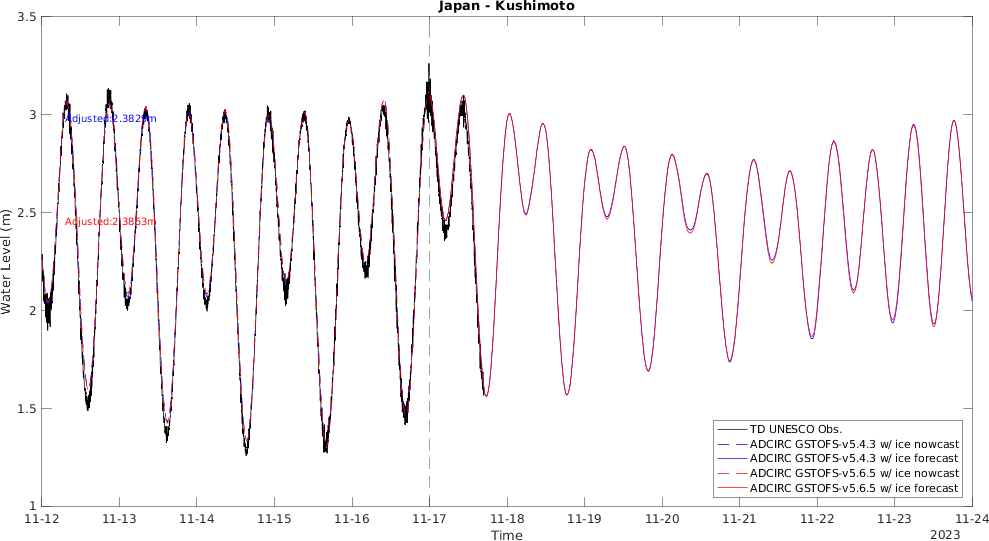 Japan - Kushimoto
3.5
3
2.5
2
1.5
1
Water Level (m)
Adjusted:2.3829m
Adjusted:2.3853m
TD UNESCO Obs.
ADCIRC GSTOFS-v5.4.3 w/ ice nowcast
ADCIRC GSTOFS-v5.4.3 w/ ice forecast
ADCIRC GSTOFS-v5.6.5 w/ ice nowcast
ADCIRC GSTOFS-v5.6.5 w/ ice forecast
11-12 11-13 11-14 11-15 11-16 11-17 11-18 11-19 11-20 11-21 11-22 11-23 11-24
Time
2023